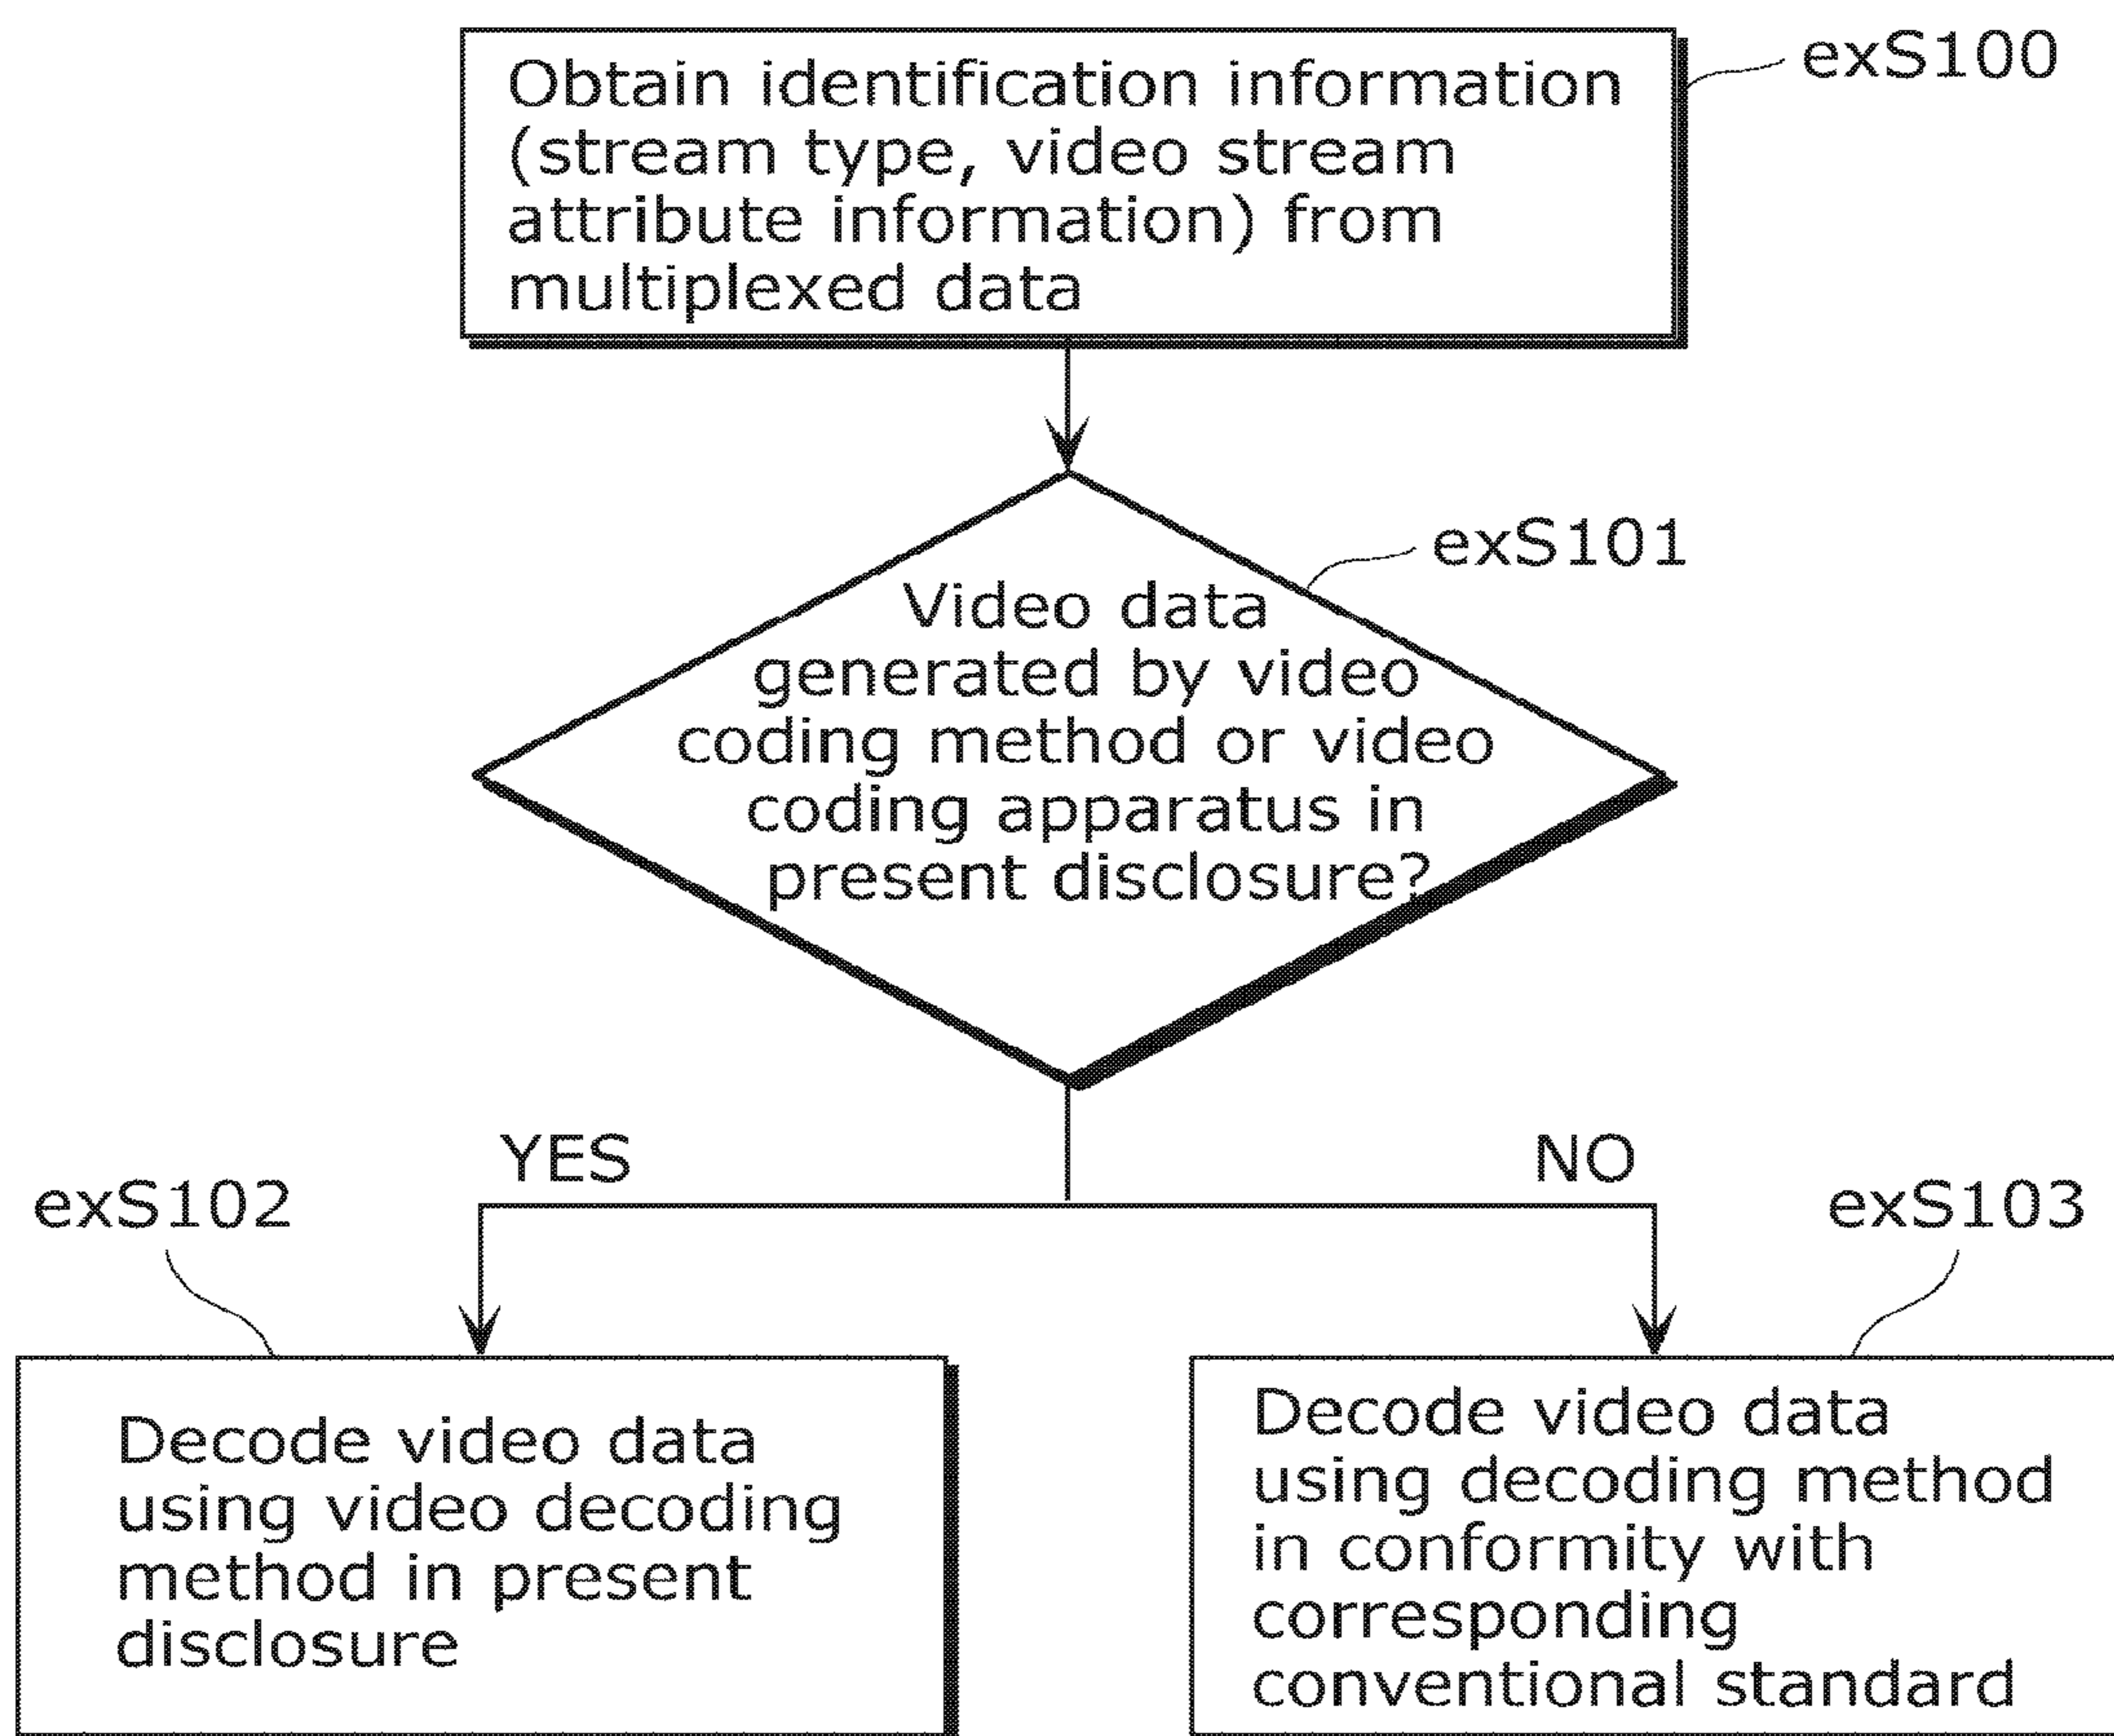 Obtain identification information
(stream type, video stream
attribute information) from
multiplexed data
exS100
exS101
Video data
generated by video
coding method or video
coding apparatus in
present disclosure?
YES
NO
exS102
exS103
Decode video data
using video decoding
method in present
disclosure
Decode video data
using decoding method
in conformity with
corresponding
conventional standard